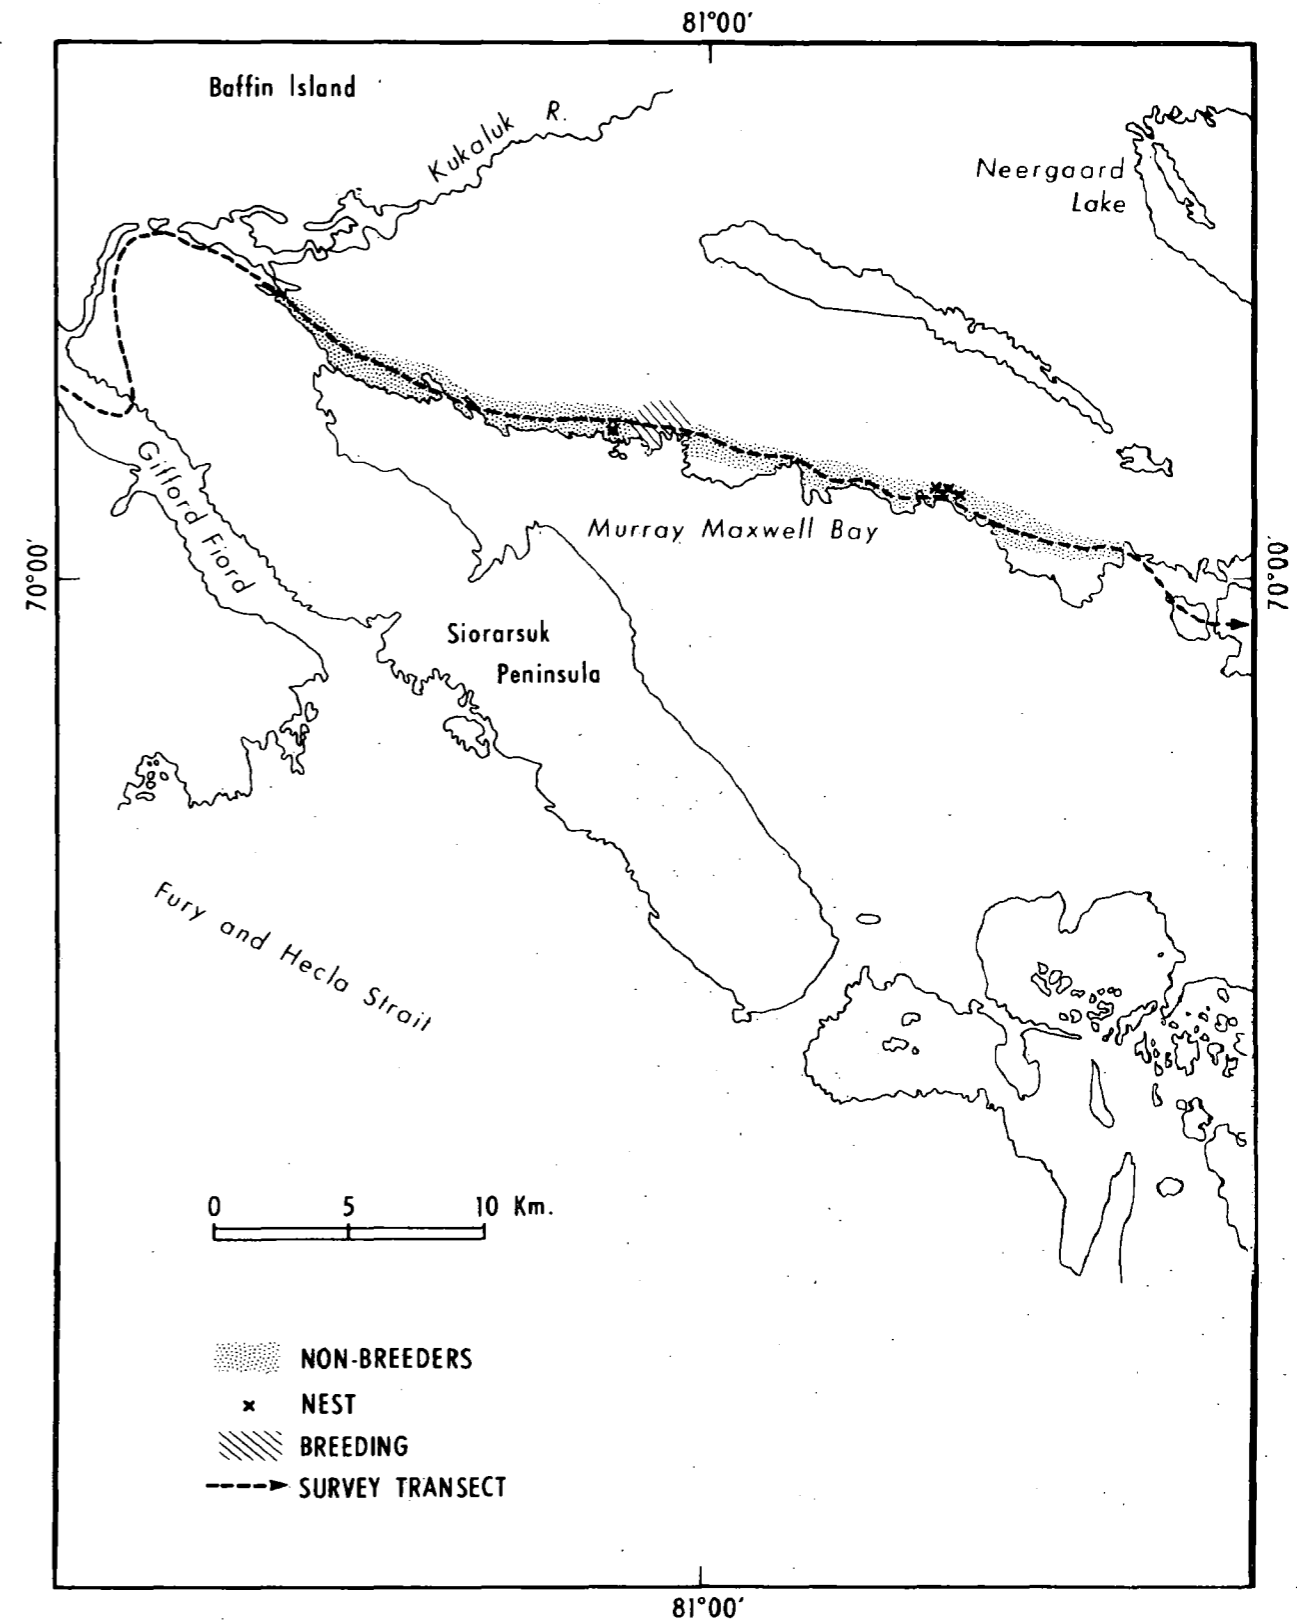 81°00'
Baffin Island
Kukaluk R.
Neergaard
Lake
Gifford Fiord
Murray Maxwell Bay
70°00'
70°00'
Siorarsuk
Peninsula
Fury and Hecla Strait
0 5 10 Km.
NON-BREEDERS
x NEST
BREEDING
SURVEY TRANSECT
81°00'